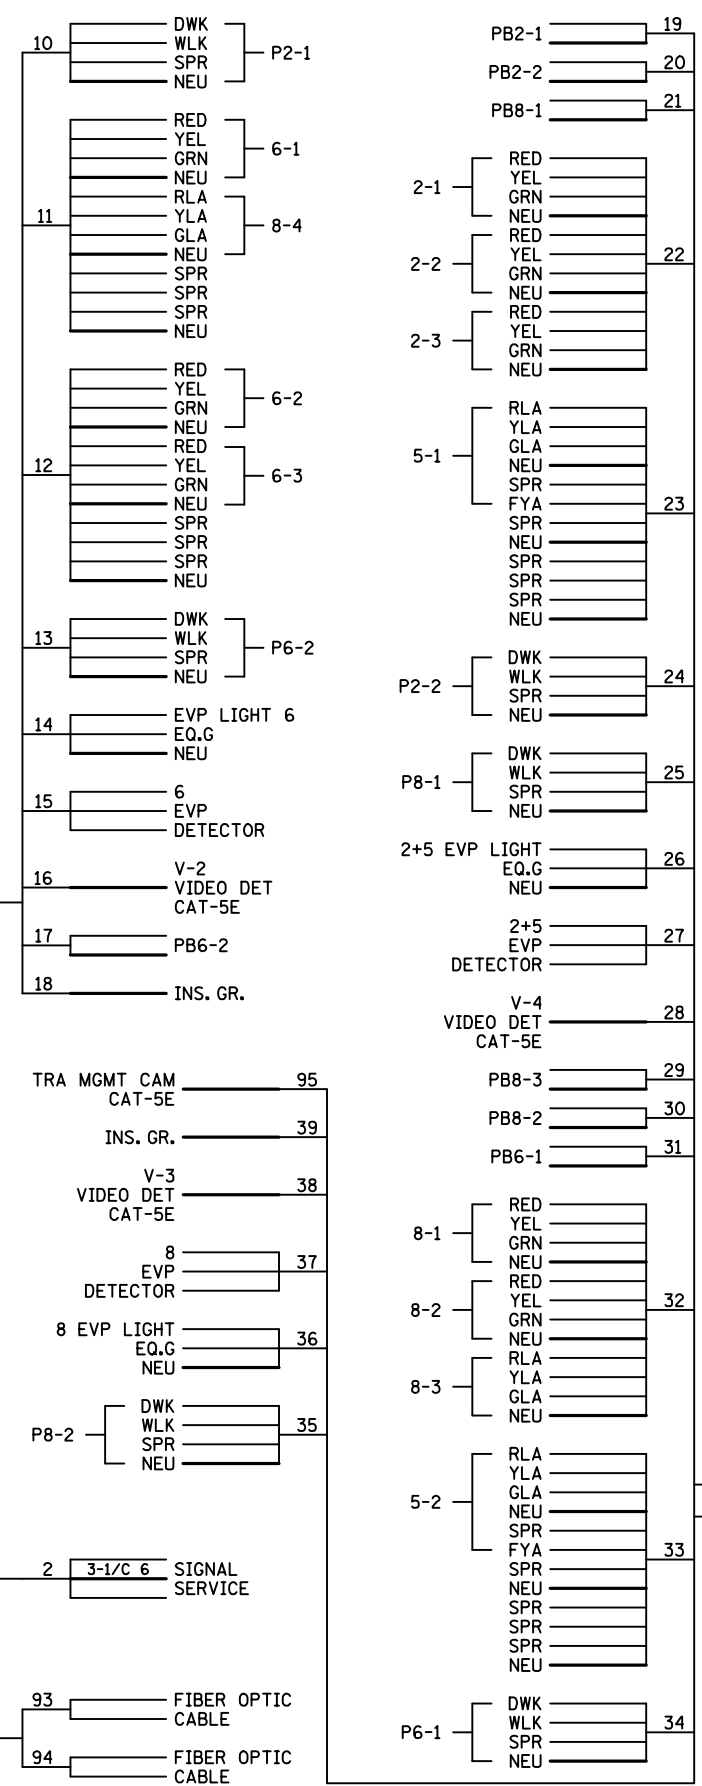 10
DWK
WLK
SPR
NEU
P2-1
11
RED
YEL
GRN
NEU
6-1
RLA
YLA
GLA
NEU
8-4
SPR
SPR
SPR
NEU
12
RED
YEL
GRN
NEU
6-2
RED
YEL
GRN
NEU
6-3
SPR
SPR
SPR
NEU
13
DWK
WLK
SPR
NEU
P6-2
14
EVP LIGHT 6
EQ.G
NEU
15
6
EVP
DETECTOR
16
V-2
VIDEO DET
CAT-5E
17
PB6-2
18
INS. GR.
TRA MGMT CAM
CAT-5E
95
INS. GR.
39
V-3
VIDEO DET
CAT-5E
38
8
EVP
DETECTOR
37
8 EVP LIGHT
EQ.G
NEU
36
P8-2
DWK
WLK
SPR
NEU
35
2
3-1/C 6
SIGNAL
SERVICE
93
FIBER OPTIC
CABLE
94
FIBER OPTIC
CABLE
PB2-1
19
PB2-2
20
PB8-1
21
2-1
RED
YEL
GRN
NEU
2-2
RED
YEL
GRN
NEU
22
2-3
RED
YEL
GRN
NEU
5-1
RLA
YLA
GLA
NEU
SPR
FYA
SPR
NEU
SPR
SPR
SPR
NEU
23
P2-2
DWK
WLK
SPR
NEU
24
P8-1
DWK
WLK
SPR
NEU
25
2+5 EVP LIGHT
EQ.G
NEU
26
2+5
EVP
DETECTOR
27
V-4
VIDEO DET
CAT-5E
28
PB8-3
29
PB8-2
30
PB6-1
31
8-1
RED
YEL
GRN
NEU
8-2
RED
YEL
GRN
NEU
32
8-3
RLA
YLA
GLA
NEU
5-2
RLA
YLA
GLA
NEU
SPR
FYA
SPR
NEU
SPR
SPR
SPR
NEU
33
P6-1
DWK
WLK
SPR
NEU
34